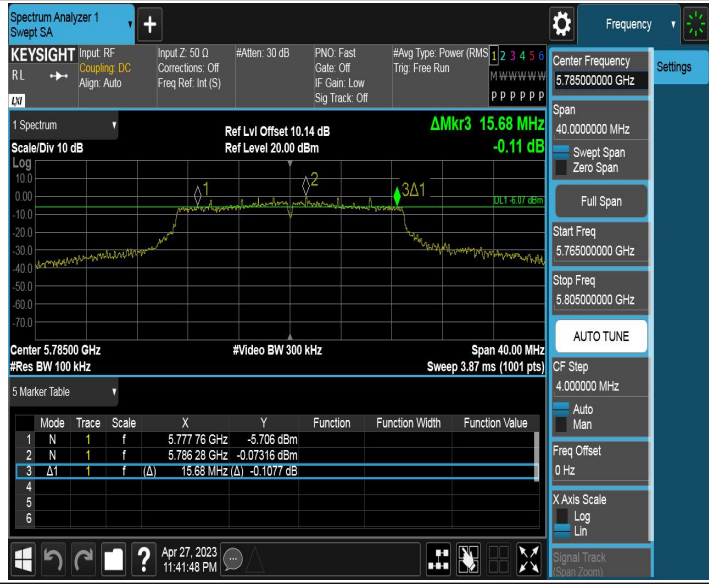 Spectrum Analyzer 1
Swept SA
Frequency
KEYSIGHT
RL
LXI
Input: RF
Coupling: DC
Align: Auto
Input Z: 50 Ω
Corrections: Off
Freq Ref: Int (S)
#Atten: 30 dB
PNO: Fast
Gate: Off
IF Gain: Low
Sig Track: Off
#Avg Type: Power (RMS
Trig: Free Run
1 2 3 4 5 6
M W W W W W
P P P P P P
Center Frequency
5.785000000 GHz
Settings
Span
40.0000000 MHz
Swept Span
Zero Span
Full Span
Start Freq
5.765000000 GHz
Stop Freq
5.805000000 GHz
AUTO TUNE
CF Step
4.000000 MHz
Auto
Man
Freq Offset
0 Hz
X Axis Scale
Log
Lin
Signal Track
(Span Zoom)
1 Spectrum
Scale/Div 10 dB
Ref Lvl Offset 10.14 dB
Ref Level 20.00 dBm
ΔMkr3 15.68 MHz
-0.11 dB
Log
10.0
0.00
-10.0
-20.0
-30.0
-40.0
-50.0
-60.0
-70.0
1
2
3Δ1
DL1 -6.07 dBm
Center 5.78500 GHz
#Res BW 100 kHz
#Video BW 300 kHz
Span 40.00 MHz
Sweep 3.87 ms (1001 pts)
5 Marker Table
Mode Trace Scale X Y Function Function Width Function Value
1 N 1 f 5.777 76 GHz -5.706 dBm
2 N 1 f 5.786 28 GHz -0.07316 dBm
3 Δ1 1 f (Δ) 15.68 MHz (Δ) -0.1077 dB
4
5
6
?
Apr 27, 2023
11:41:48 PM